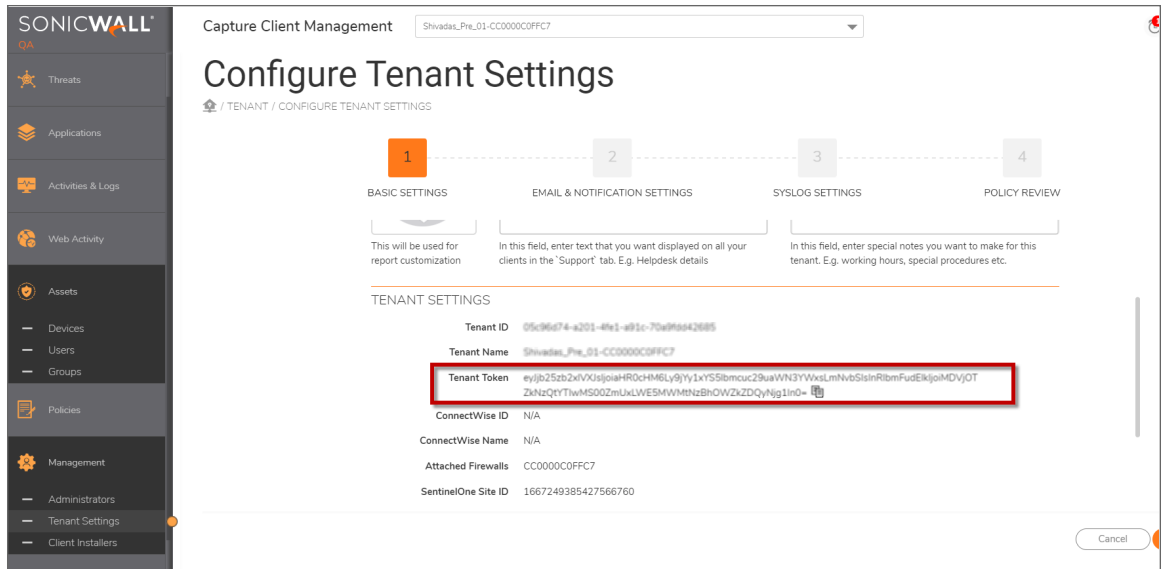 SONICWALL
QA
Capture Client Management
Shivadas_Pre_01-CC0000C0FFC7
Threats
Applications
Activities & Logs
Web Activity
Assets
Devices
Users
Groups
Policies
Management
Administrators
Tenant Settings
Client Installers
Configure Tenant Settings
/ TENANT / CONFIGURE TENANT SETTINGS
1
2
3
4
BASIC SETTINGS
EMAIL & NOTIFICATION SETTINGS
SYSLOG SETTINGS
POLICY REVIEW
This will be used for
report customization
In this field, enter text that you want displayed on all your
clients in the `Support` tab. E.g. Helpdesk details
In this field, enter special notes you want to make for this
tenant. E.g. working hours, special procedures etc.
TENANT SETTINGS
Tenant ID
Tenant Name Shivadas_Pre_01-CC0000C0FFC7
Tenant Token
ConnectWise ID N/A
ConnectWise Name N/A
Attached Firewalls CC0000C0FFC7
SentinelOne Site ID 1667249385427566760
Cancel